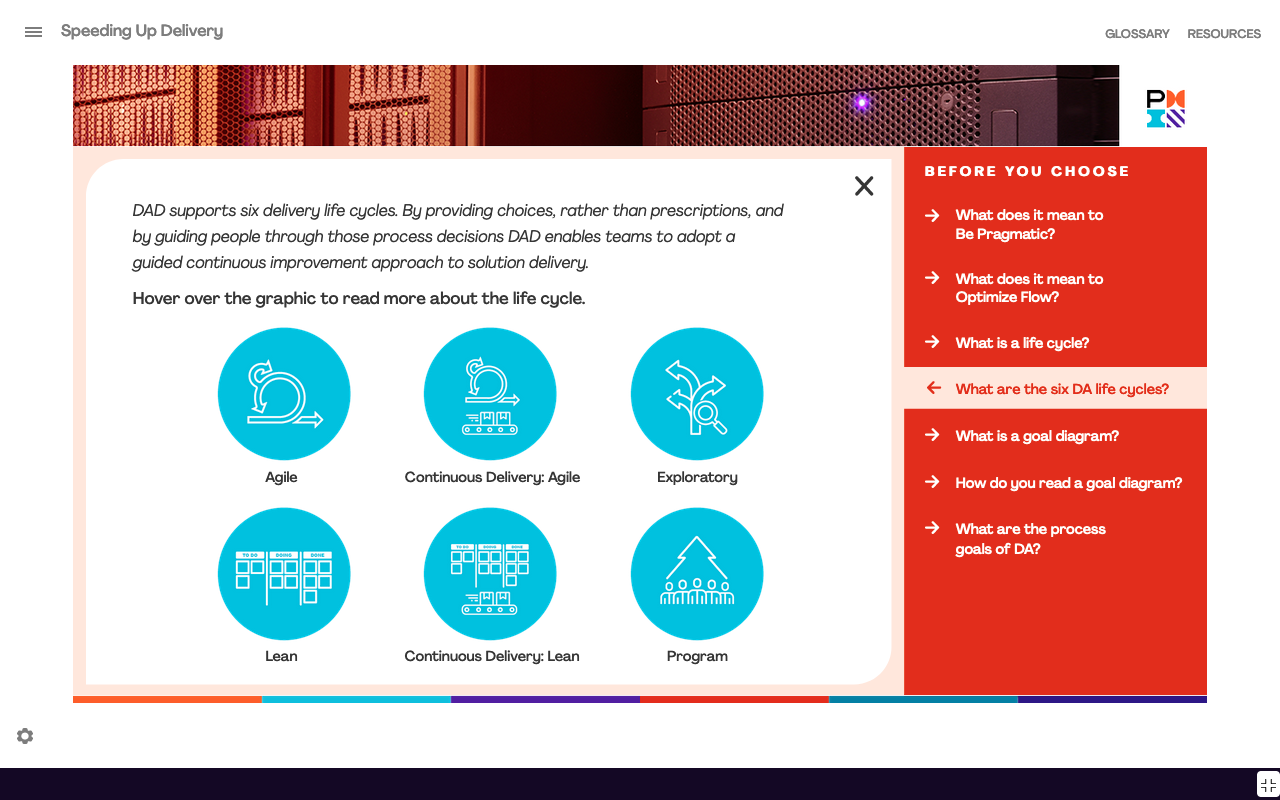 Speeding Up Delivery
GLOSSARY
RESOURCES
PM
BEFORE YOU CHOOSE
What does it mean to
Be Pragmatic?
What does it mean to
Optimize Flow?
What is a life cycle?
What are the six DA life cycles?
What is a goal diagram?
How do you read a goal diagram?
What are the process
goals of DA?
DAD supports six delivery life cycles. By providing choices, rather than prescriptions, and
by guiding people through those process decisions DAD enables teams to adopt a
guided continuous improvement approach to solution delivery.
Hover over the graphic to read more about the life cycle.
Agile
Continuous Delivery: Agile
Exploratory
TO DO DOING DONE
Lean
TO DO DOING DONE
Continuous Delivery: Lean
Program